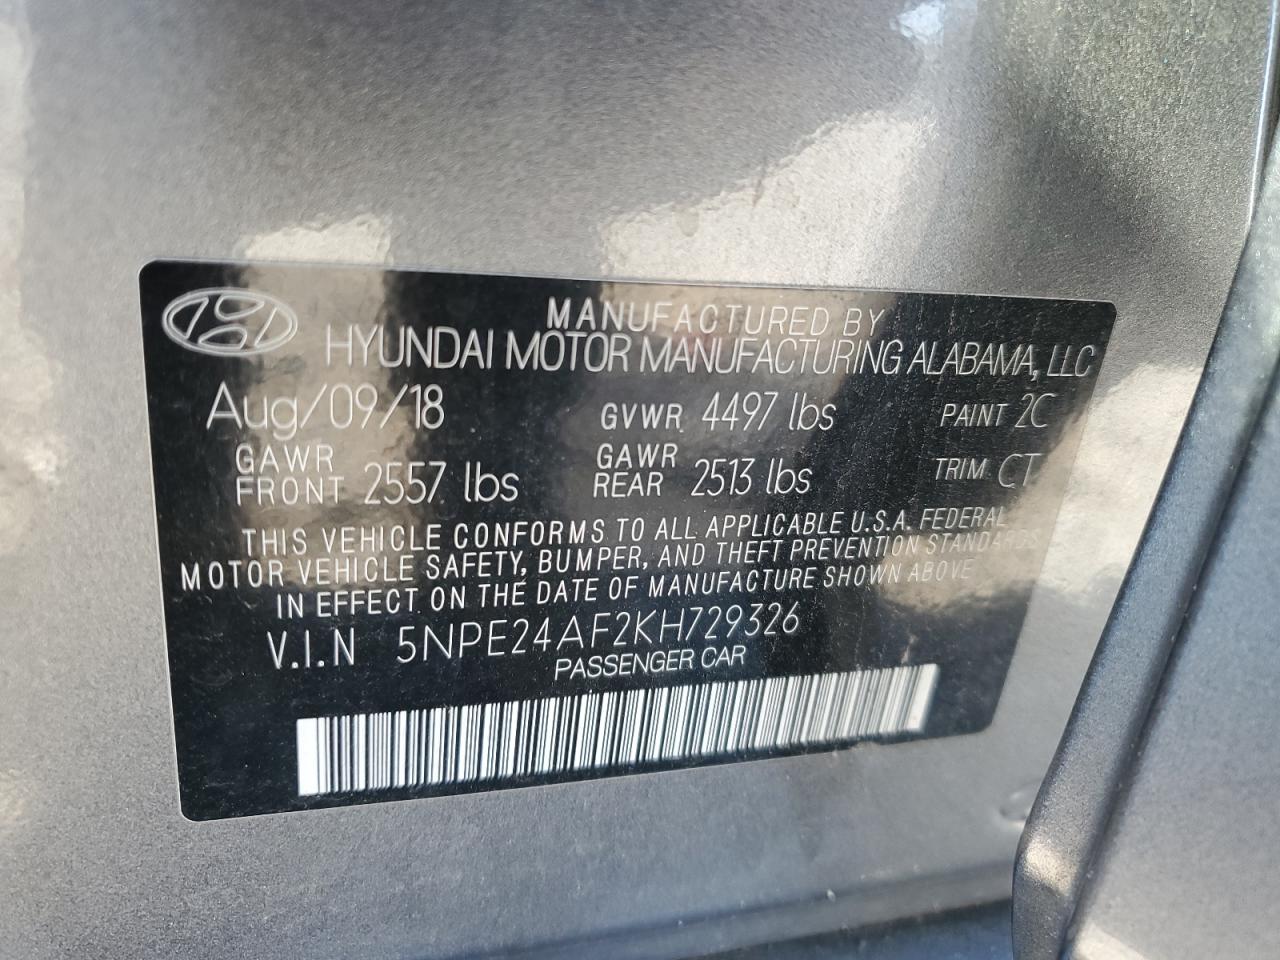 MANUFACTURED BY
HYUNDAI MOTOR MANUFACTURING ALABAMA, LLC
Aug/09/18 GVWR 4497 lbs PAINT 2C
GAWR FRONT 2557 lbs GAWR REAR 2513 lbs TRIM CT
THIS VEHICLE CONFORMS TO ALL APPLICABLE U.S.A. FEDERAL
MOTOR VEHICLE SAFETY, BUMPER, AND THEFT PREVENTION STANDARDS
IN EFFECT ON THE DATE OF MANUFACTURE SHOWN ABOVE
V.I.N 5NPE24AF2KH729326
PASSENGER CAR